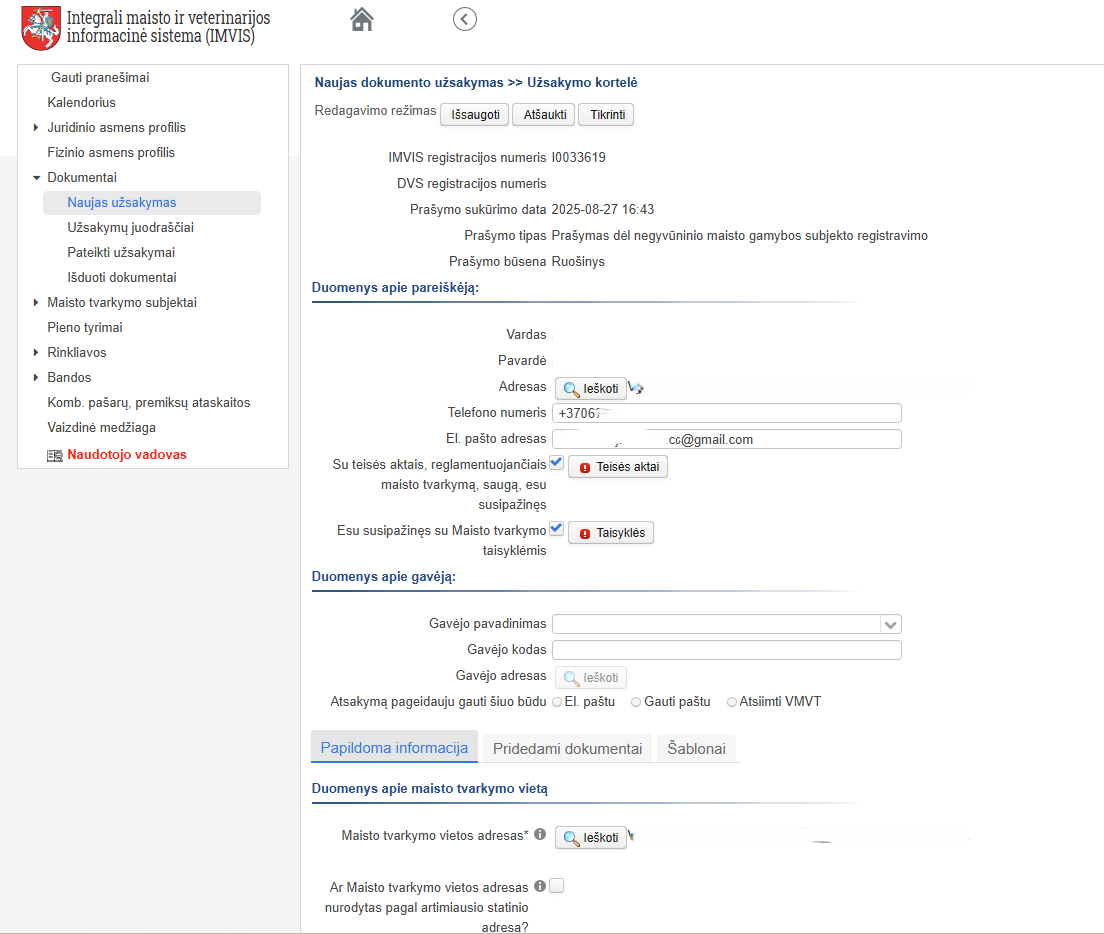 Integrali maisto ir veterinarijos
informacinė sistema (IMVIS)
Gauti pranešimai
Kalendorius
Juridinio asmens profilis
Fizinio asmens profilis
Dokumentai
Naujas užsakymas
Užsakymų juodraščiai
Pateikti užsakymai
Išduoti dokumentai
Maisto tvarkymo subjektai
Pieno tyrimai
Rinkliavos
Bandos
Komb. pašarų, premiksų ataskaitos
Vaizdinė medžiaga
Naudotojo vadovas
Naujas dokumento užsakymas >> Užsakymo kortelė
Redagavimo režimas Išsaugoti Atšaukti Tikrinti
IMVIS registracijos numeris I0033619
DVS registracijos numeris
Prašymo sukūrimo data 2025-08-27 16:43
Prašymo tipas Prašymas dėl negyvūninio maisto gamybos subjekto registravimo
Prašymo būsena Ruošinys
Duomenys apie pareiškėją:
Vardas
Pavardė
Adresas Ieškoti
Telefono numeris +3706
El. pašto adresas .co@gmail.com
Su teisės aktais, reglamentuojančiais Teisės aktai
maisto tvarkymą, saugą, esu
susipažinęs
Esu susipažinęs su Maisto tvarkymo Taisyklės
taisyklėmis
Duomenys apie gavėją:
Gavėjo pavadinimas
Gavėjo kodas
Gavėjo adresas Ieškoti
Atsakymą pageidauju gauti šiuo būdu El. paštu Gauti paštu Atsiimti VMVT
Papildoma informacija Pridedami dokumentai Šablonai
Duomenys apie maisto tvarkymo vietą
Maisto tvarkymo vietos adresas* Ieškoti
Ar Maisto tvarkymo vietos adresas
nurodytas pagal artimiausio statinio
adresą?